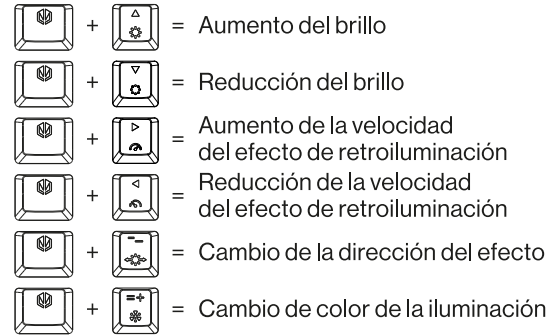 + = Aumento del brillo
+ = Reducción del brillo
+ = Aumento de la velocidad
del efecto de retroiluminación
+ = Reducción de la velocidad
del efecto de retroiluminación
+ = Cambio de la dirección del efecto
+ = Cambio de color de la iluminación